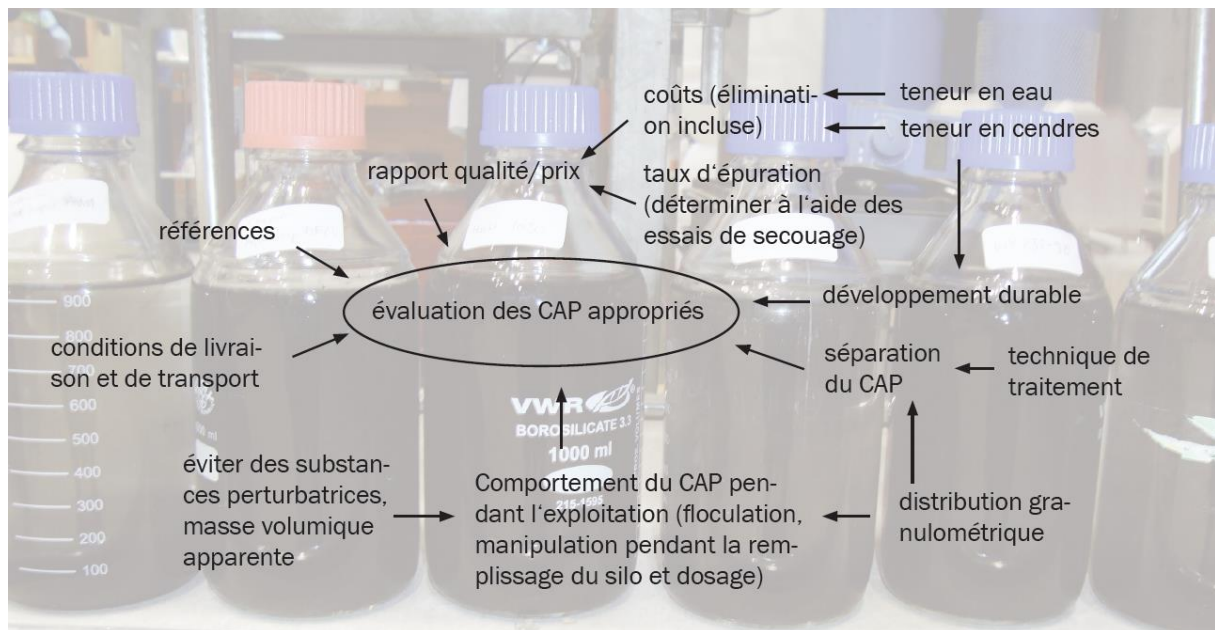 coûts (éliminati-
on incluse)
teneur en eau
teneur en cendres
rapport qualité/prix
taux d‘épuration
(déterminer à l‘aide des
essais de secouage)
références
évaluation des CAP appropriés
développement durable
conditions de livrai-
son et de transport
séparation
du CAP
technique de
traitement
éviter des substan-
ces perturbatrices,
masse volumique
apparente
Comportement du CAP pen-
dant l‘exploitation (floculation,
manipulation pendant la rem-
plissage du silo et dosage)
distribution gra-
nulométrique
900
800
700
600
500
400
300
200
100
VWR
BOROSILICATE 3.3
1000 ml
215-1595